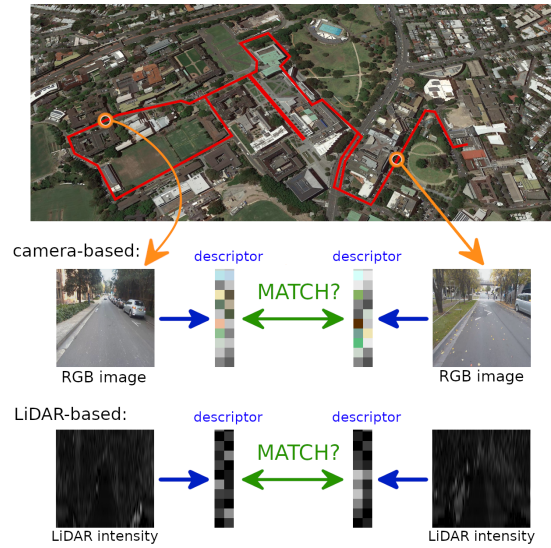 camera-based:
descriptor
descriptor
MATCH?
RGB image
RGB image
LiDAR-based:
descriptor
descriptor
MATCH?
LiDAR intensity
LiDAR intensity